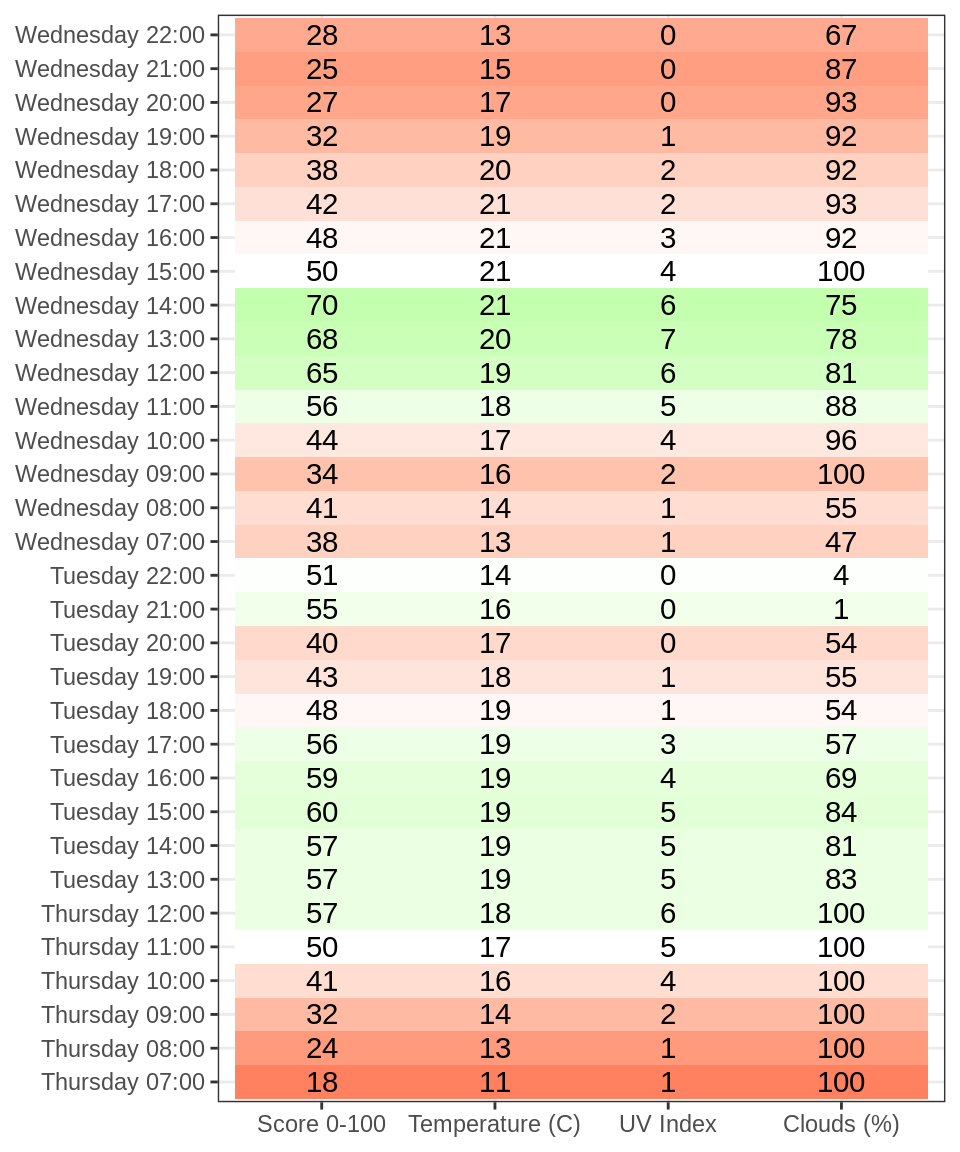 Wednesday 22:00 28 13 0 67
Wednesday 21:00 25 15 0 87
Wednesday 20:00 27 17 0 93
Wednesday 19:00 32 19 1 92
Wednesday 18:00 38 20 2 92
Wednesday 17:00 42 21 2 93
Wednesday 16:00 48 21 3 92
Wednesday 15:00 50 21 4 100
Wednesday 14:00 70 21 6 75
Wednesday 13:00 68 20 7 78
Wednesday 12:00 65 19 6 81
Wednesday 11:00 56 18 5 88
Wednesday 10:00 44 17 4 96
Wednesday 09:00 34 16 2 100
Wednesday 08:00 41 14 1 55
Wednesday 07:00 38 13 1 47
Tuesday 22:00 51 14 0 4
Tuesday 21:00 55 16 0 1
Tuesday 20:00 40 17 0 54
Tuesday 19:00 43 18 1 55
Tuesday 18:00 48 19 1 54
Tuesday 17:00 56 19 3 57
Tuesday 16:00 59 19 4 69
Tuesday 15:00 60 19 5 84
Tuesday 14:00 57 19 5 81
Tuesday 13:00 57 19 5 83
Thursday 12:00 57 18 6 100
Thursday 11:00 50 17 5 100
Thursday 10:00 41 16 4 100
Thursday 09:00 32 14 2 100
Thursday 08:00 24 13 1 100
Thursday 07:00 18 11 1 100
Score 0-100 Temperature (C) UV Index Clouds (%)